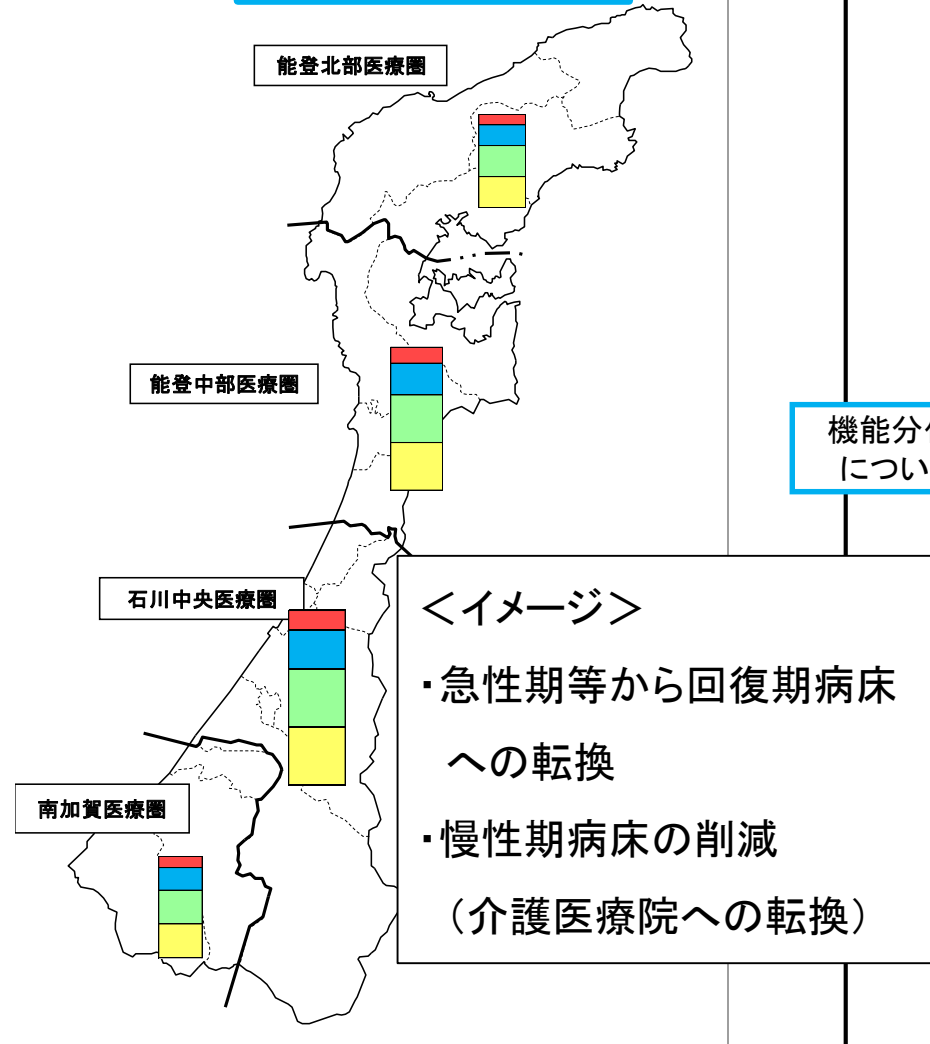 能登北部医療圏
能登中部医療圏
機能分
につい
石川中央医療圏
＜イメージ＞
・急性期等から回復期病床
への転換
・慢性期病床の削減
（介護医療院への転換）
南加賀医療圏